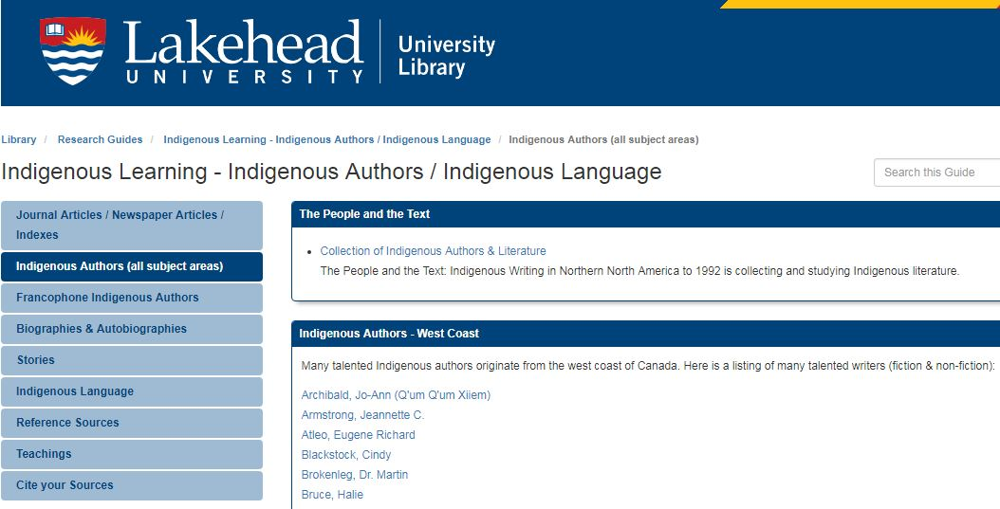 Lakehead
UNIVERSITY
University
Library
Library / Research Guides / Indigenous Learning - Indigenous Authors / Indigenous Language / Indigenous Authors (all subject areas)
Indigenous Learning - Indigenous Authors / Indigenous Language
Search this Guide
Journal Articles / Newspaper Articles /
Indexes
Indigenous Authors (all subject areas)
Francophone Indigenous Authors
Biographies & Autobiographies
Stories
Indigenous Language
Reference Sources
Teachings
Cite your Sources
The People and the Text
• Collection of Indigenous Authors & Literature
The People and the Text: Indigenous Writing in Northern North America to 1992 is collecting and studying Indigenous literature.
Indigenous Authors - West Coast
Many talented Indigenous authors originate from the west coast of Canada. Here is a listing of many talented writers (fiction & non-fiction):
Archibald, Jo-Ann (Q'um Q'um Xiiem)
Armstrong, Jeannette C.
Atleo, Eugene Richard
Blackstock, Cindy
Brokenleg, Dr. Martin
Bruce, Halie